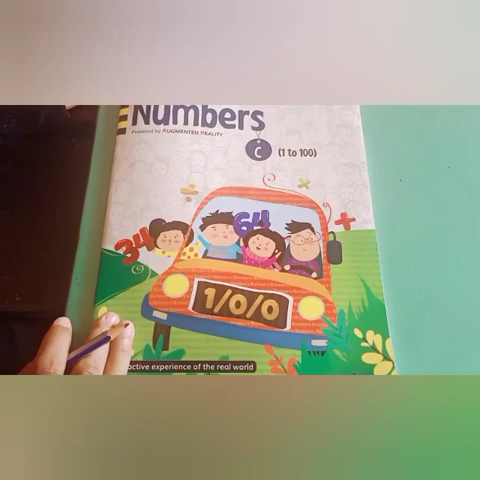 Numbers
Powered by AUGMENTED REALITY
C (1 to 100)
64
34
1/0/0
active experience of the real world